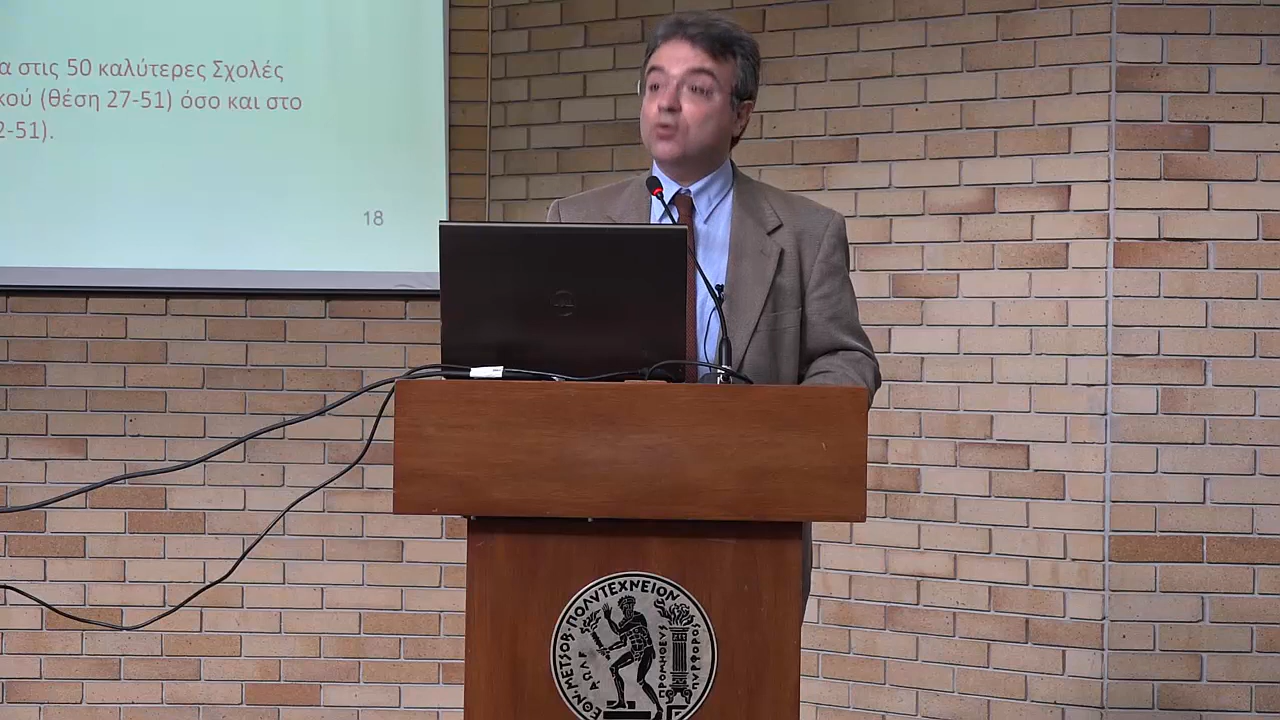 α στις 50 καλύτερες Σχολές
κού (θέση 27-51) όσο και στο
2-51).
18
ΕΘΝ·ΜΕΤΣΟΒ·ΠΟΛΥΤΕΧΝΕΙΟΝ
ΑΩΛΓ
ΠΡΟΜΗΘΕΥΣ
ΠΥΡΦΟΡΟΣ